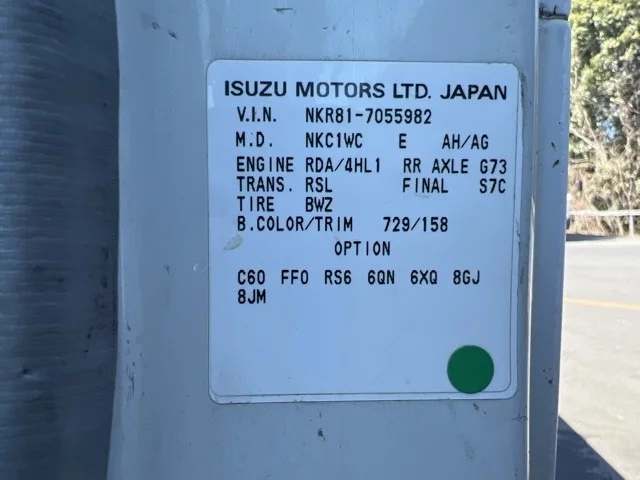 ISUZU MOTORS LTD. JAPAN
V.I.N. NKR81-7055982
M.D. NKC1WC E AH/AG
ENGINE RDA/4HL1 RR AXLE G73
TRANS. RSL FINAL S7C
TIRE BWZ
B.COLOR/TRIM 729/158
OPTION
C60 FF0 RS6 6QN 6XQ 8GJ
8JM